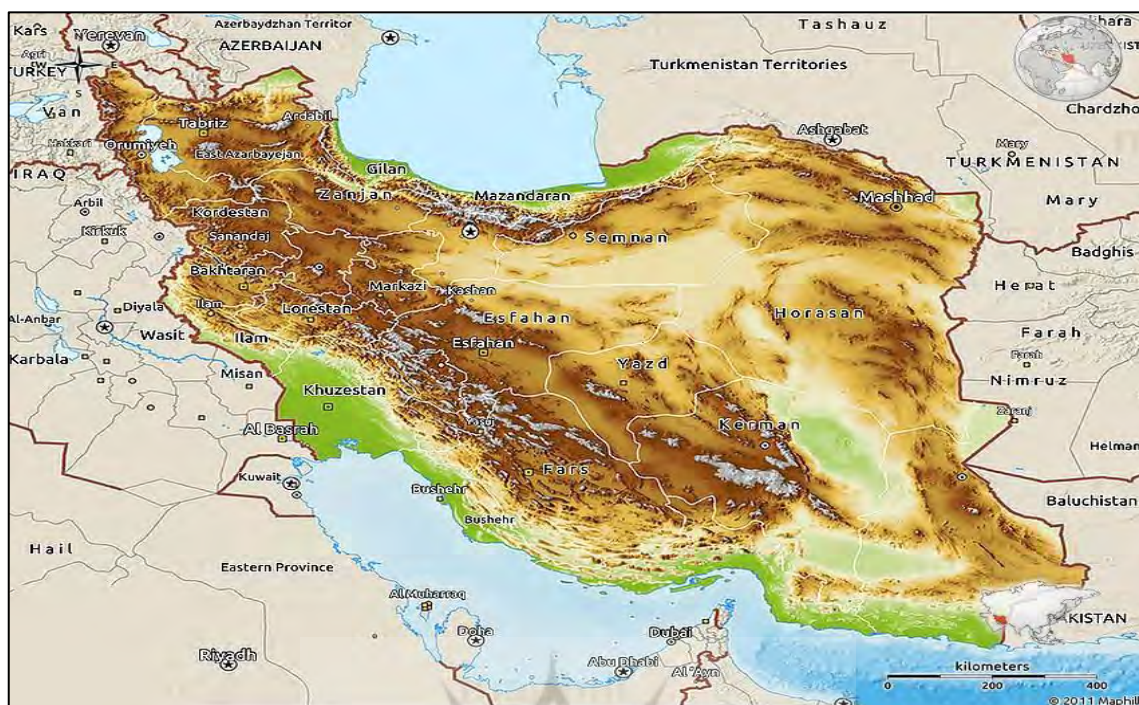 Kars
Yerevan
Azerbaydzhan Territor
AZERBAIJAN
Tashauz
Turkmenistan Territories
Chardzho
Agri
W
E
S
TURKEY
Van
Hakkari
Tabriz
Ardabil
Orumiyeh
East Azarbayejan
Ashgabat
Mary
TURKMENISTAN
Mary
IRAQ
Arbil
Kirkuk
Gilan
Zanjan
Mazandaran
Mashhad
Kordestan
Sanandaj
Semnan
Badghis
Bakhtaran
Markazi
Kashan
Herat
Diyala
Ilam
Lorestan
Esfahan
Horasan
Al-Anbar
Wasit
Ilam
Esfahan
Farah
Farah
Karbala
Misan
Yazd
Nimruz
Khuzestan
Zaranj
Al Basrah
Yasuj
Kerman
Helman
Kuwait
Fars
Bushehr
Baluchistan
Bushehr
Hail
Eastern Province
Al Muharraq
KISTAN
Doha
Dubai
Riyadh
Abu Dhabi
Al 'Ayn
kilometers
0 200 400
© 2011 Maphill